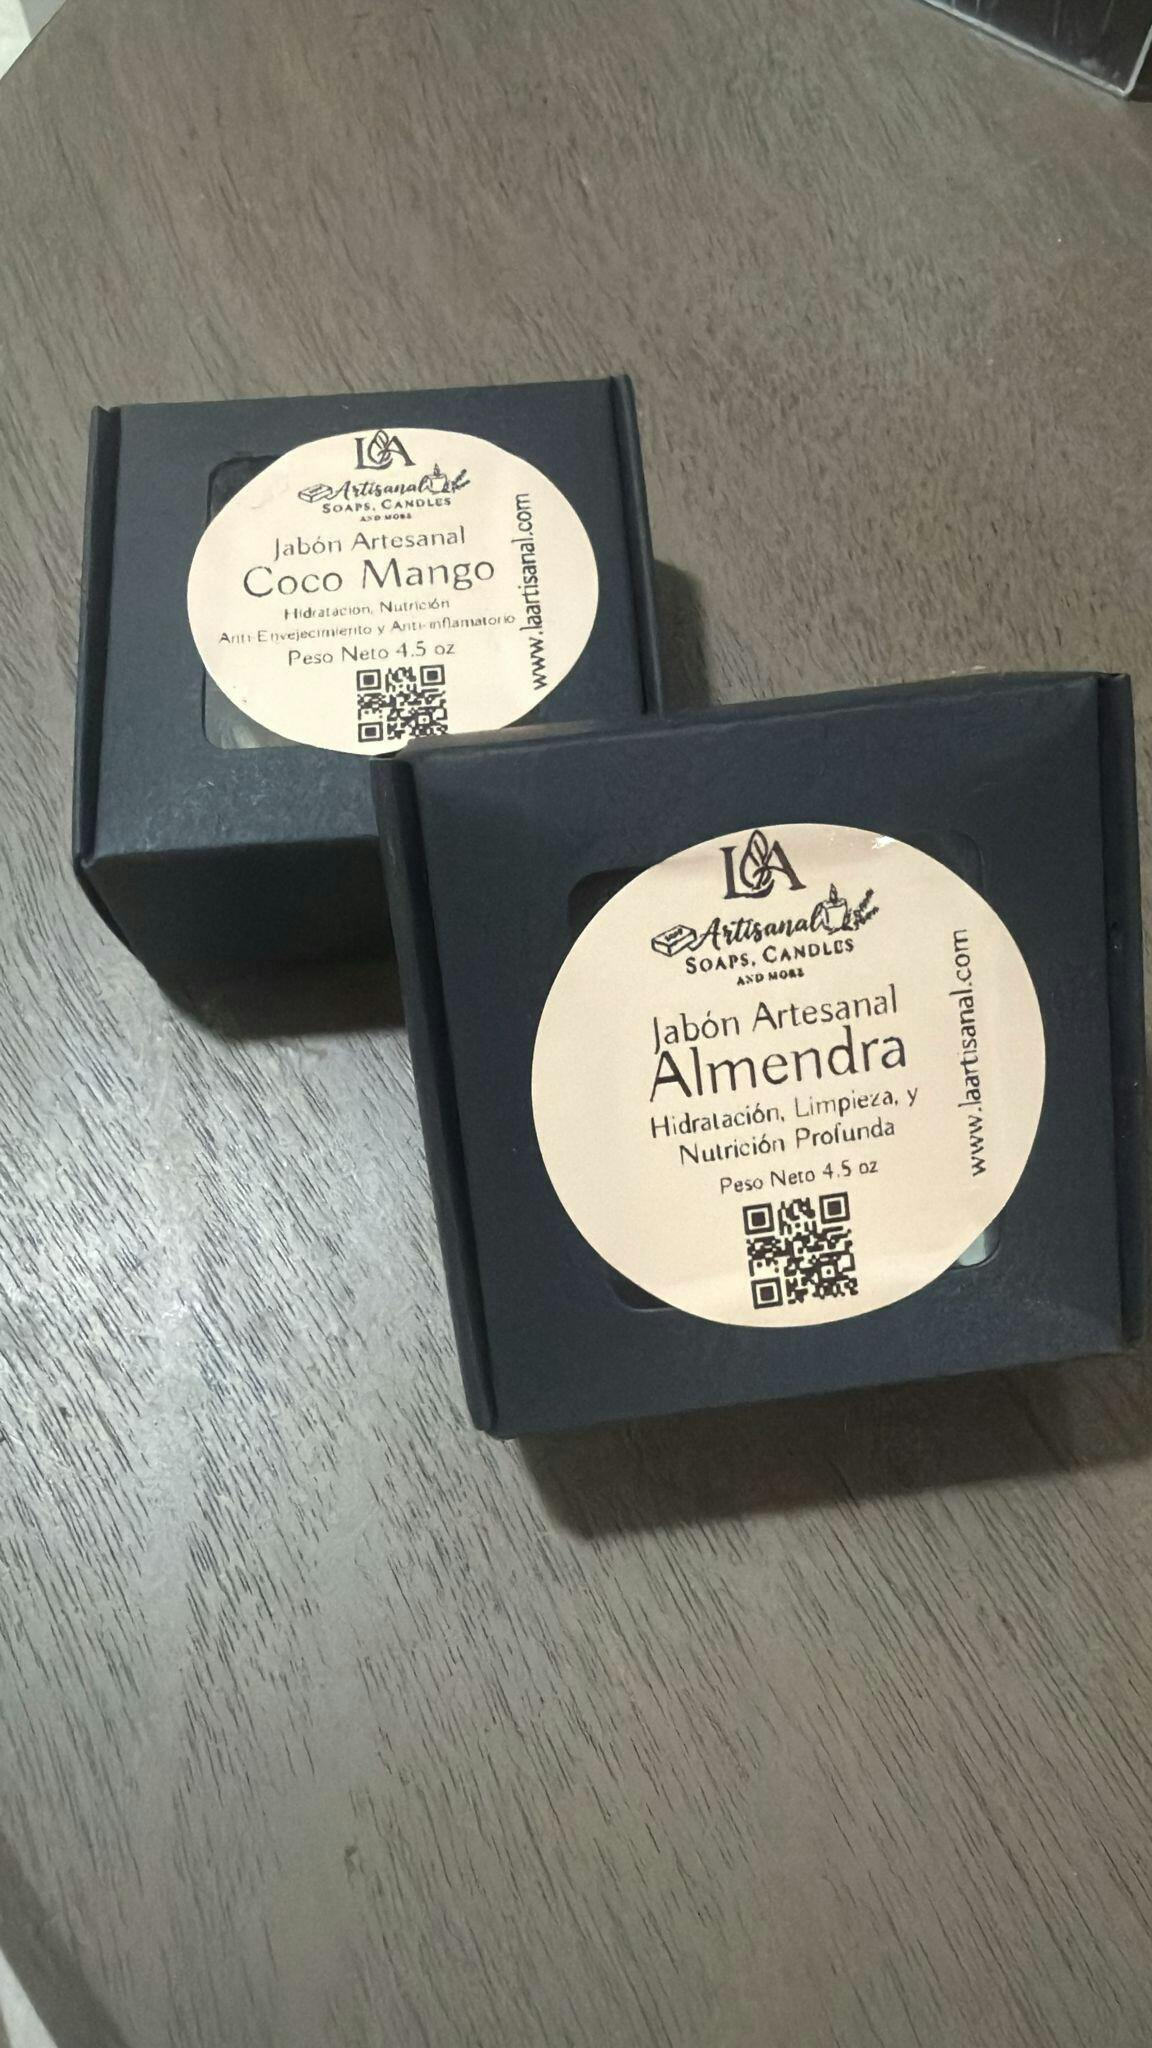 LA
Artisanal
SOAPS, CANDLES
AND MORE
Jabón Artesanal
Coco Mango
Hidratación, Nutrición
Anti-Envejecimiento y Anti-inflamatorio
Peso Neto 4.5 oz
www.laartisanal.com
LA
Artisanal
SOAPS, CANDLES
AND MORE
Jabón Artesanal
Almendra
Hidratación, Limpieza, y
Nutrición Profunda
Peso Neto 4.5 oz
www.laartisanal.com